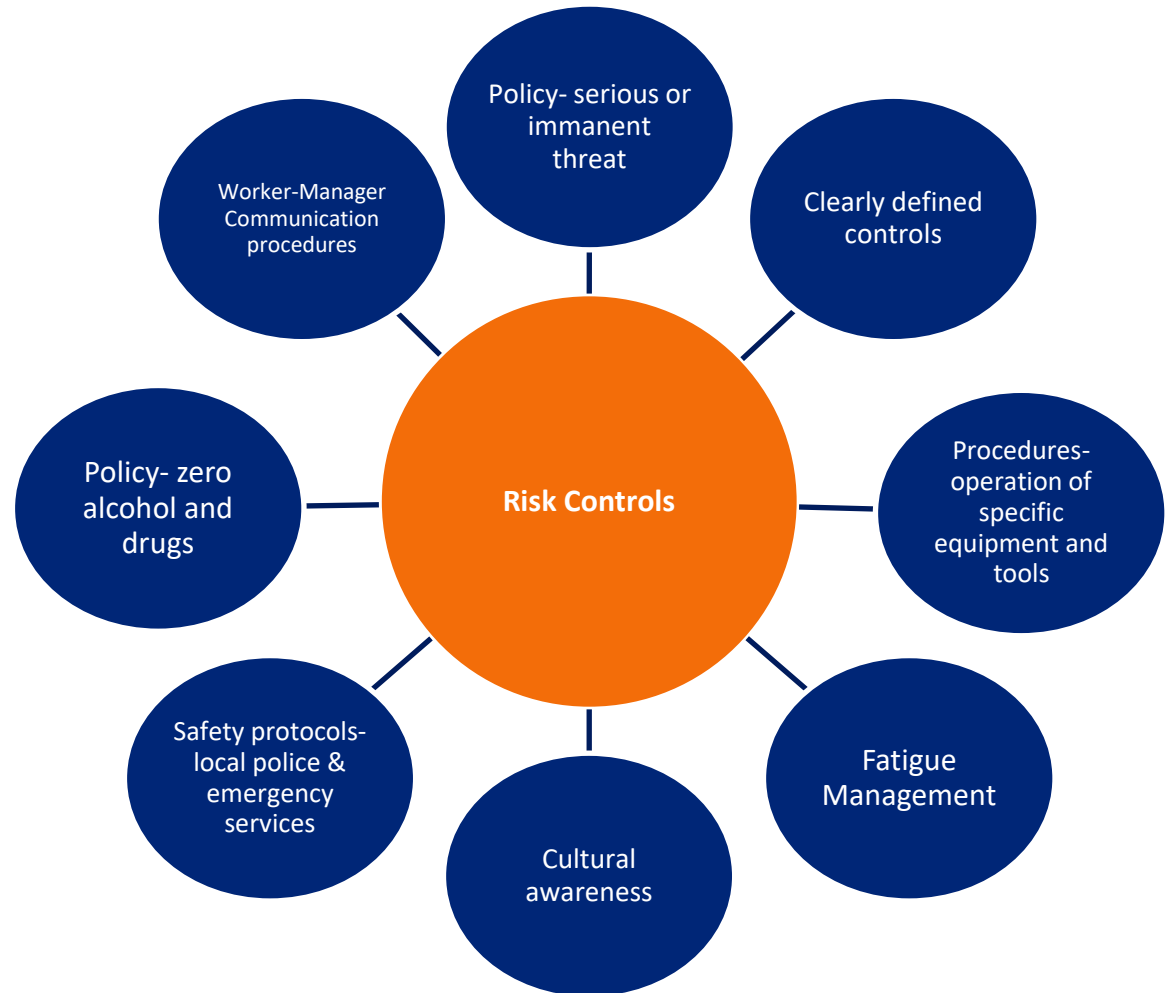 Policy- serious or
immanent
threat
Clearly defined
controls
Procedures-
operation of
specific
equipment and
tools
Fatigue
Management
Cultural
awareness
Safety protocols-
local police &
emergency
services
Policy- zero
alcohol and
drugs
Worker-Manager
Communication
procedures
Risk Controls